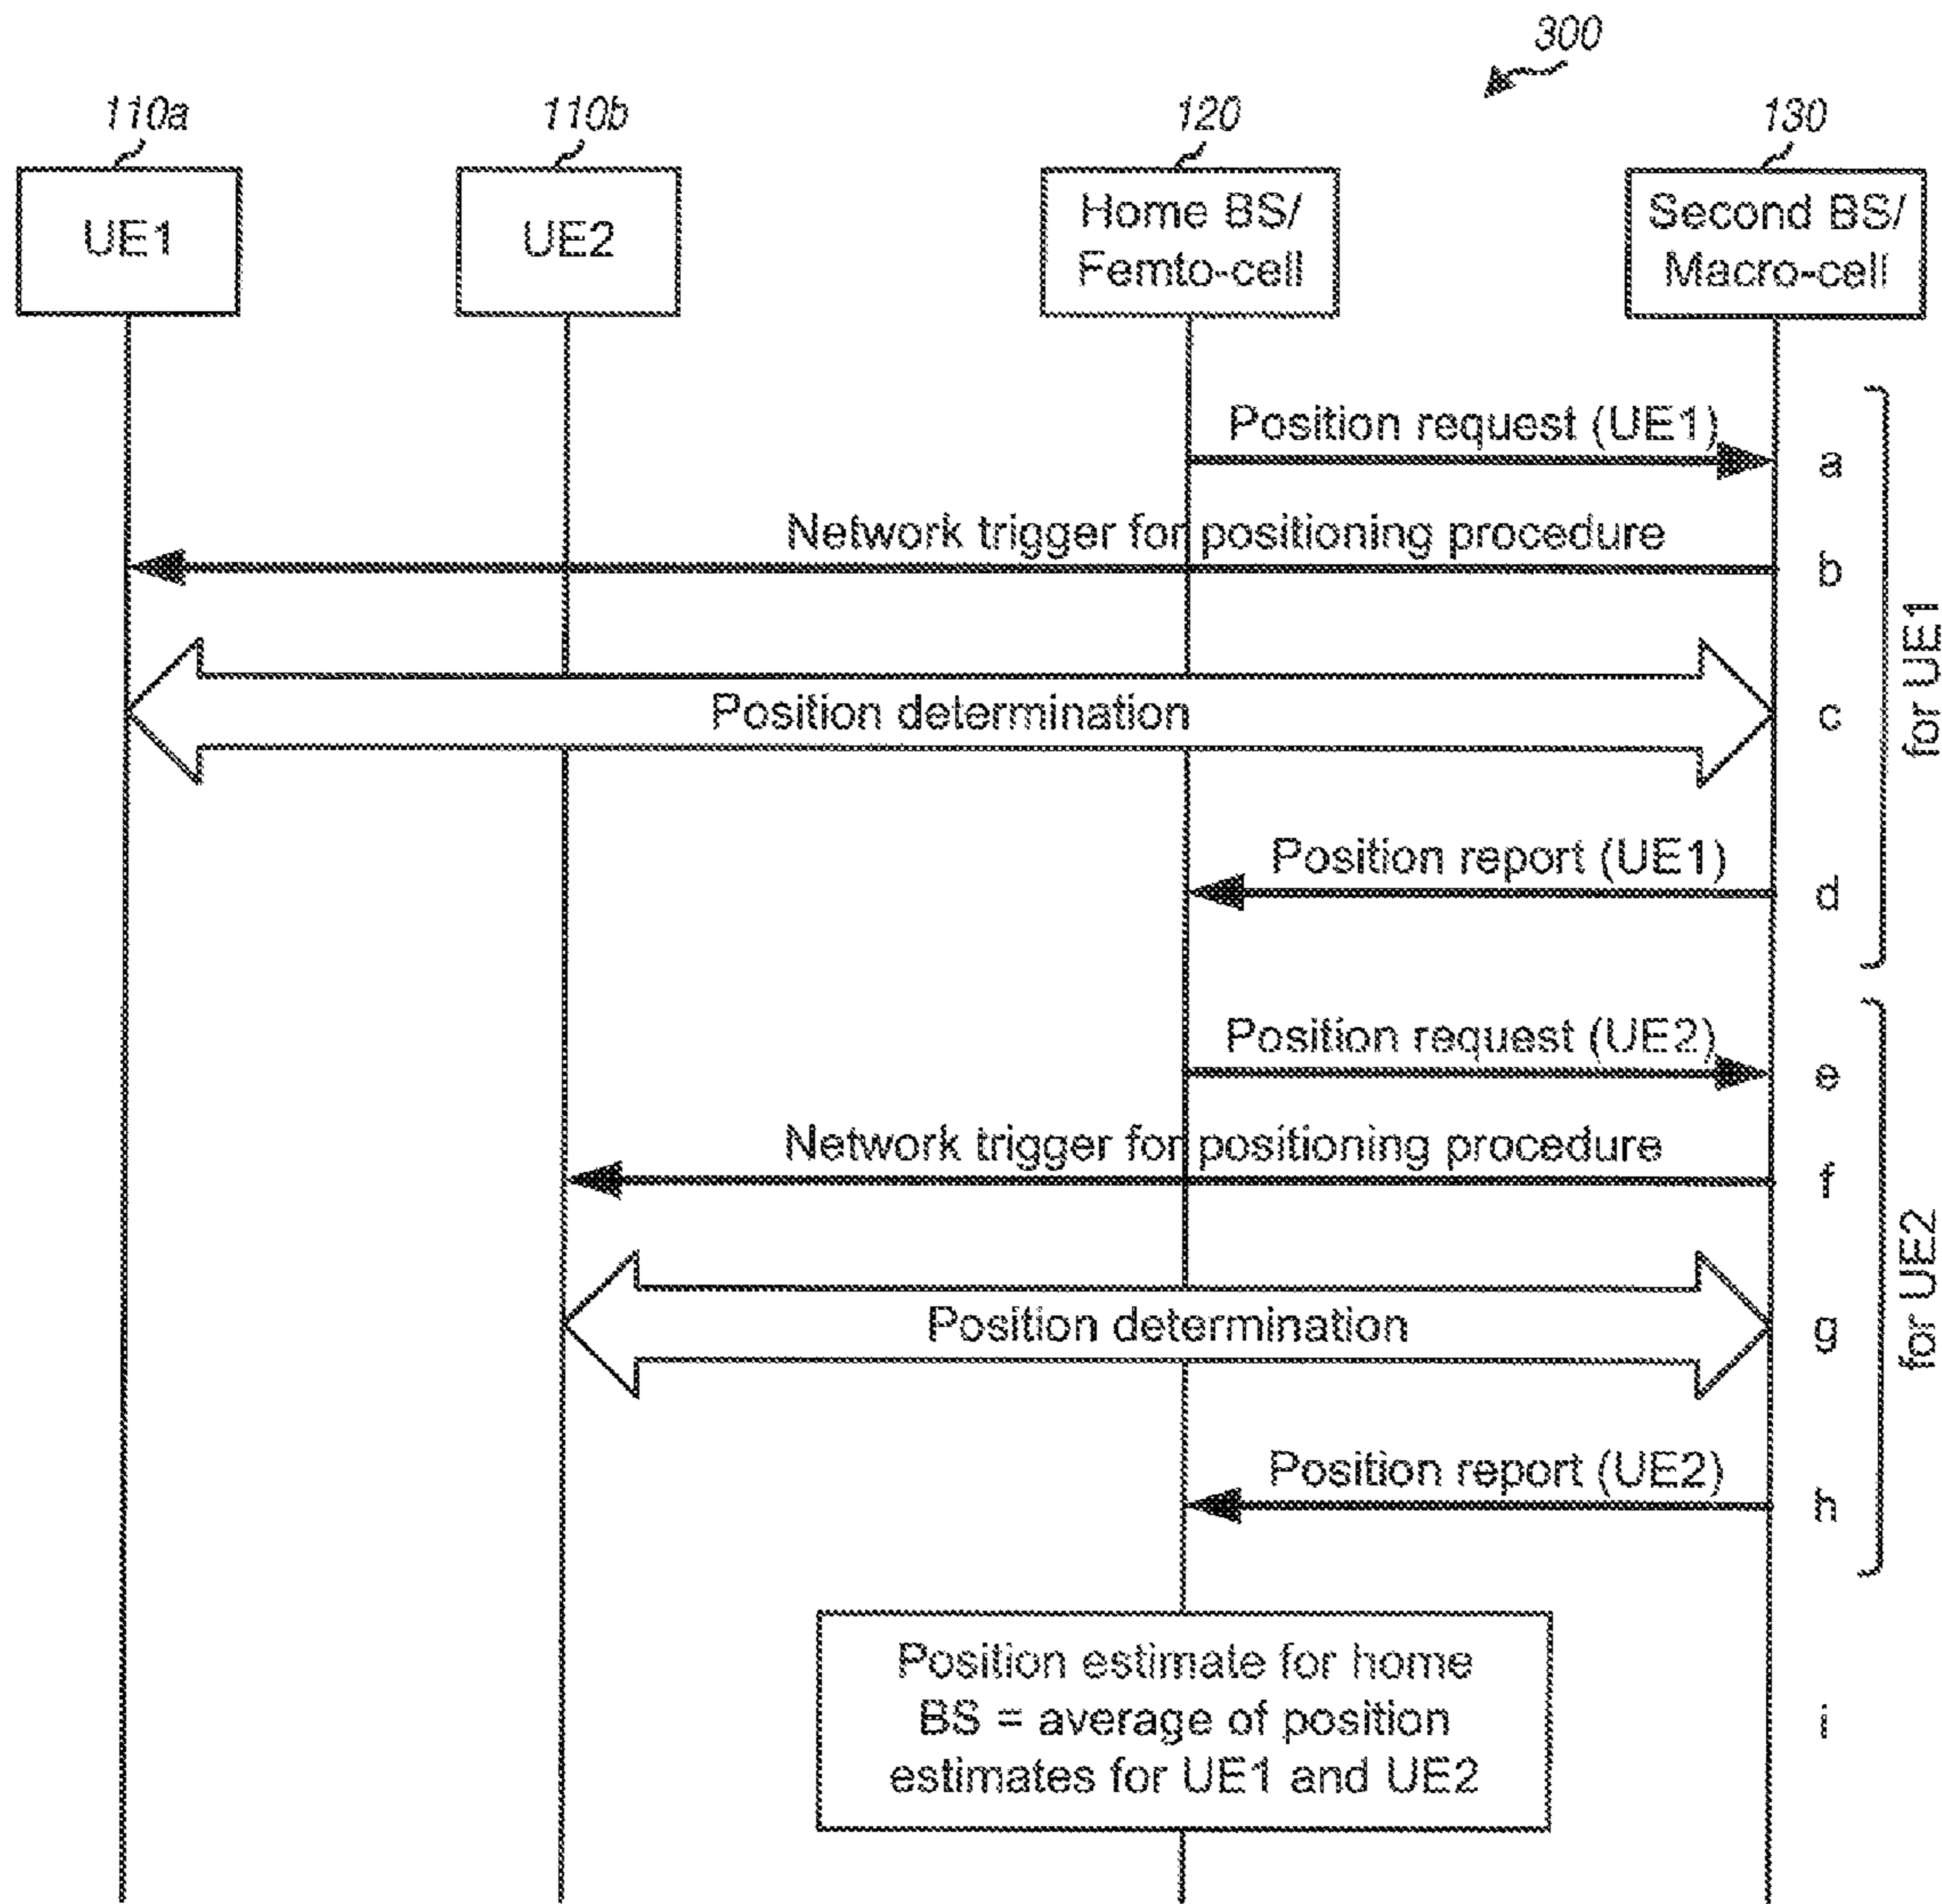 300
110a
110b
120
130
UE1
UE2
Home BS/
Femto-cell
Second BS/
Macro-cell
Position request (UE1)
a
Network trigger for positioning procedure
b
Position determination
c
Position report (UE1)
d
for UE1
Position request (UE2)
e
Network trigger for positioning procedure
f
Position determination
g
Position report (UE2)
h
for UE2
Position estimate for home
BS = average of position
estimates for UE1 and UE2
i